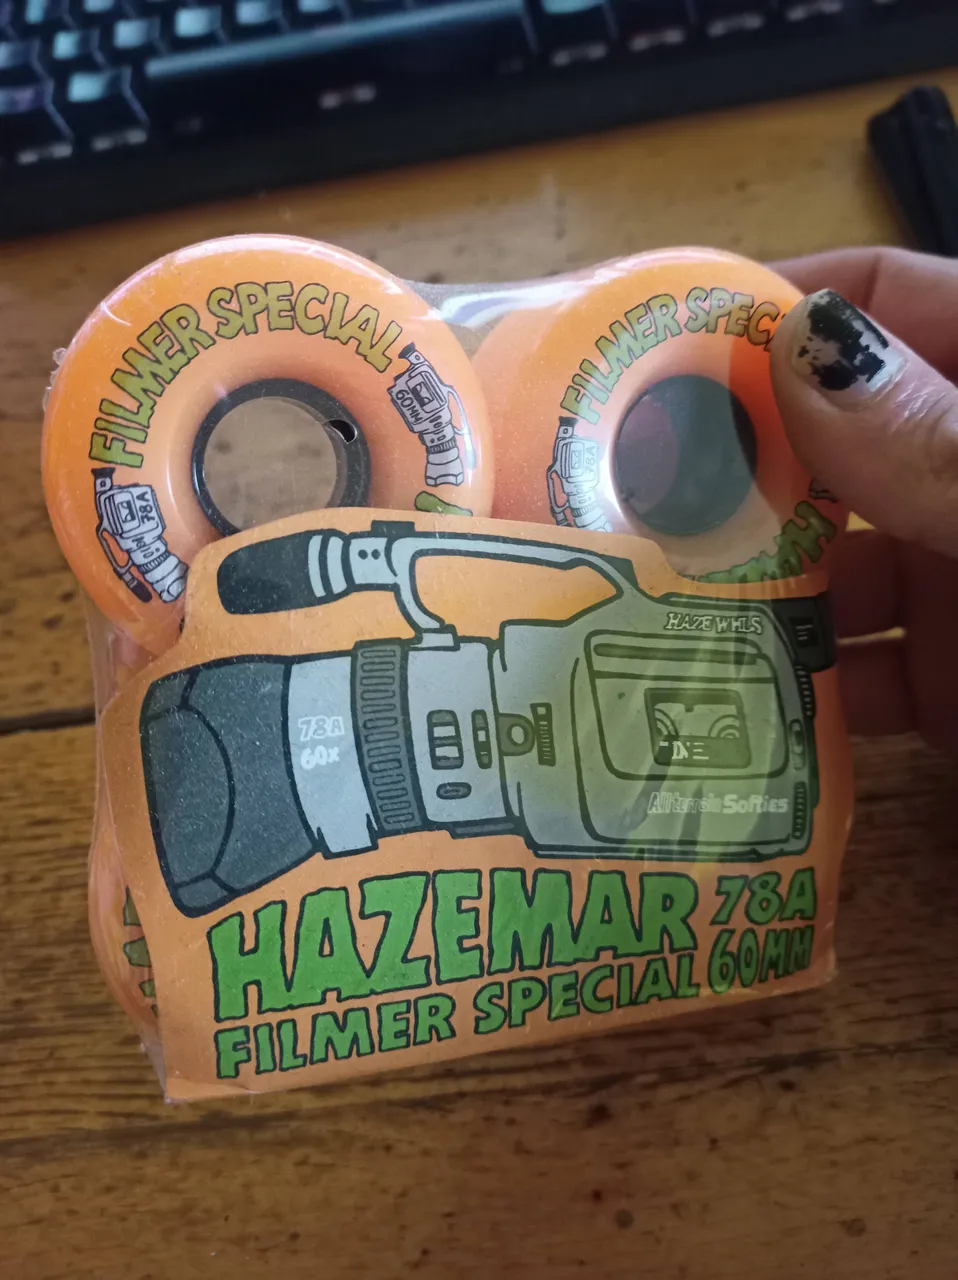 FILMER SPECIAL
60MM
78A
FILMER SPEC
78A
HAZE WHLS
78A
60x
All terrain Softies
HAZEMAR 78A
FILMER SPECIAL 60MM